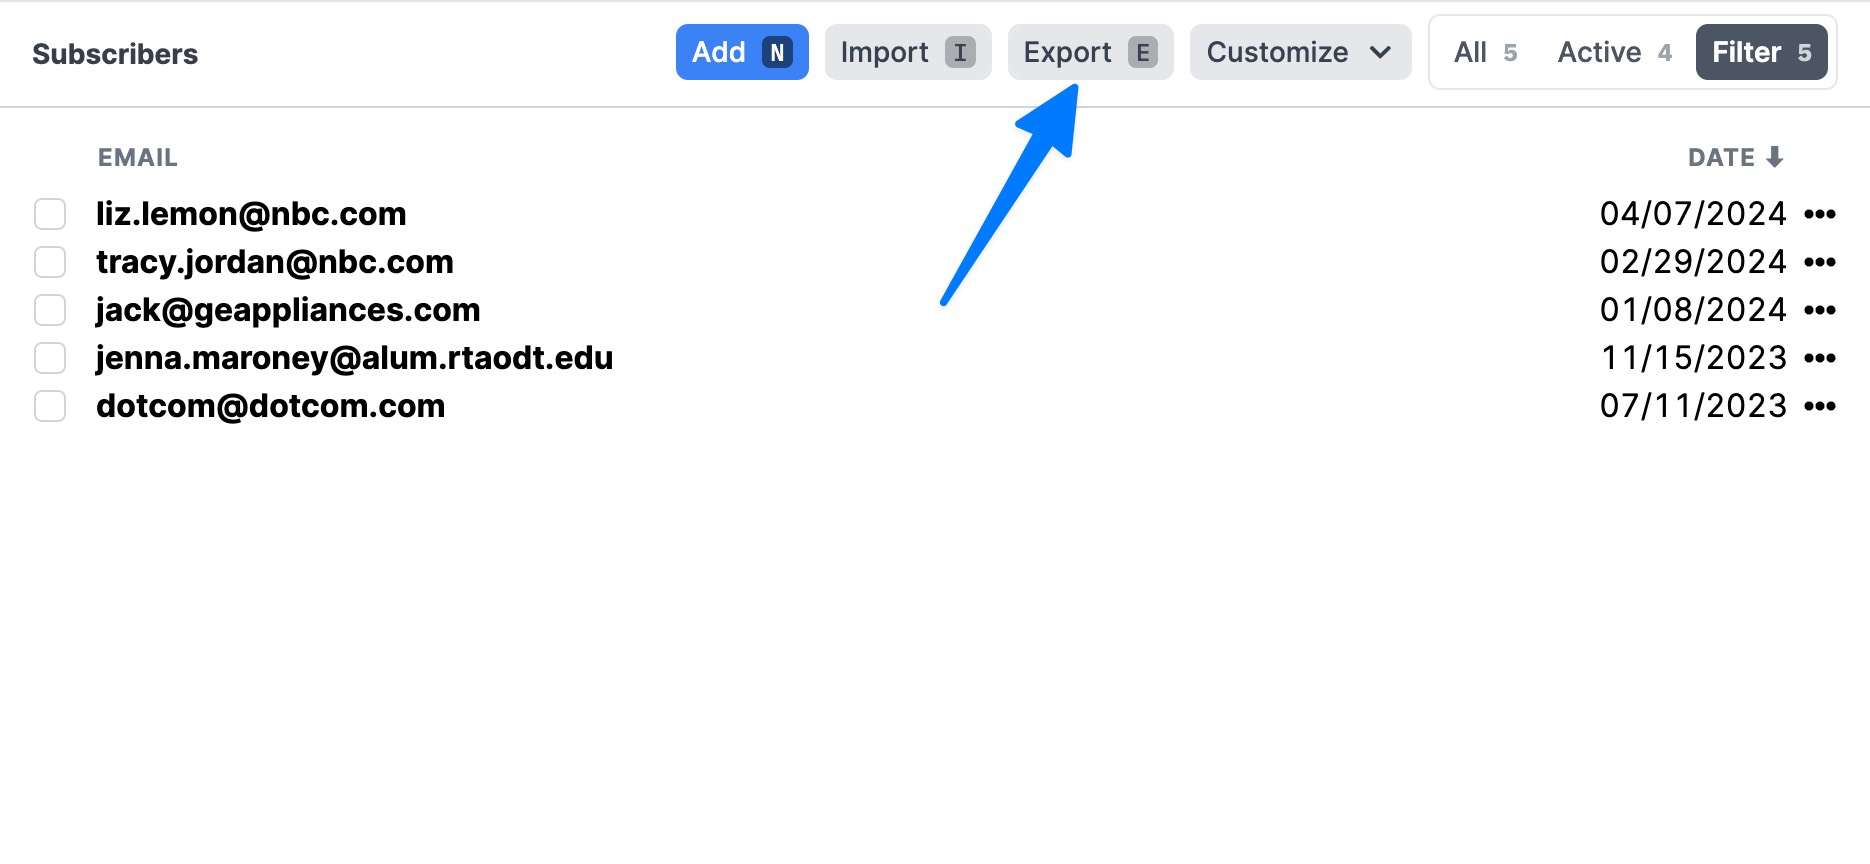 Subscribers Add N Import I Export E Customize All 5 Active 4 Filter 5
EMAIL DATE
liz.lemon@nbc.com 04/07/2024
tracy.jordan@nbc.com 02/29/2024
jack@geappliances.com 01/08/2024
jenna.maroney@alum.rtaodt.edu 11/15/2023
dotcom@dotcom.com 07/11/2023